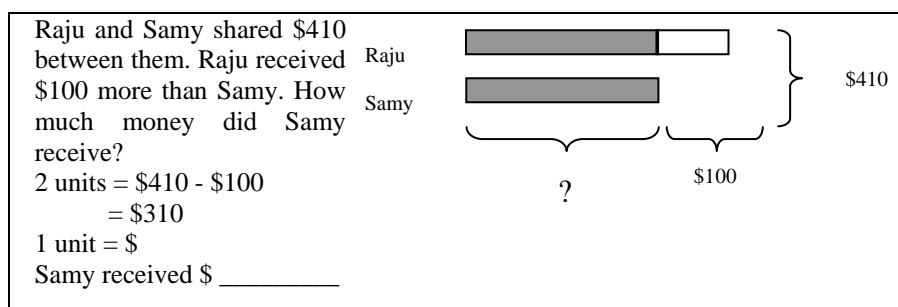 Raju and Samy shared $410
between them. Raju received
$100 more than Samy. How
much money did Samy
receive?
2 units = $410 - $100
= $310
1 unit = $
Samy received $ __________
Raju
Samy
$410
?
$100